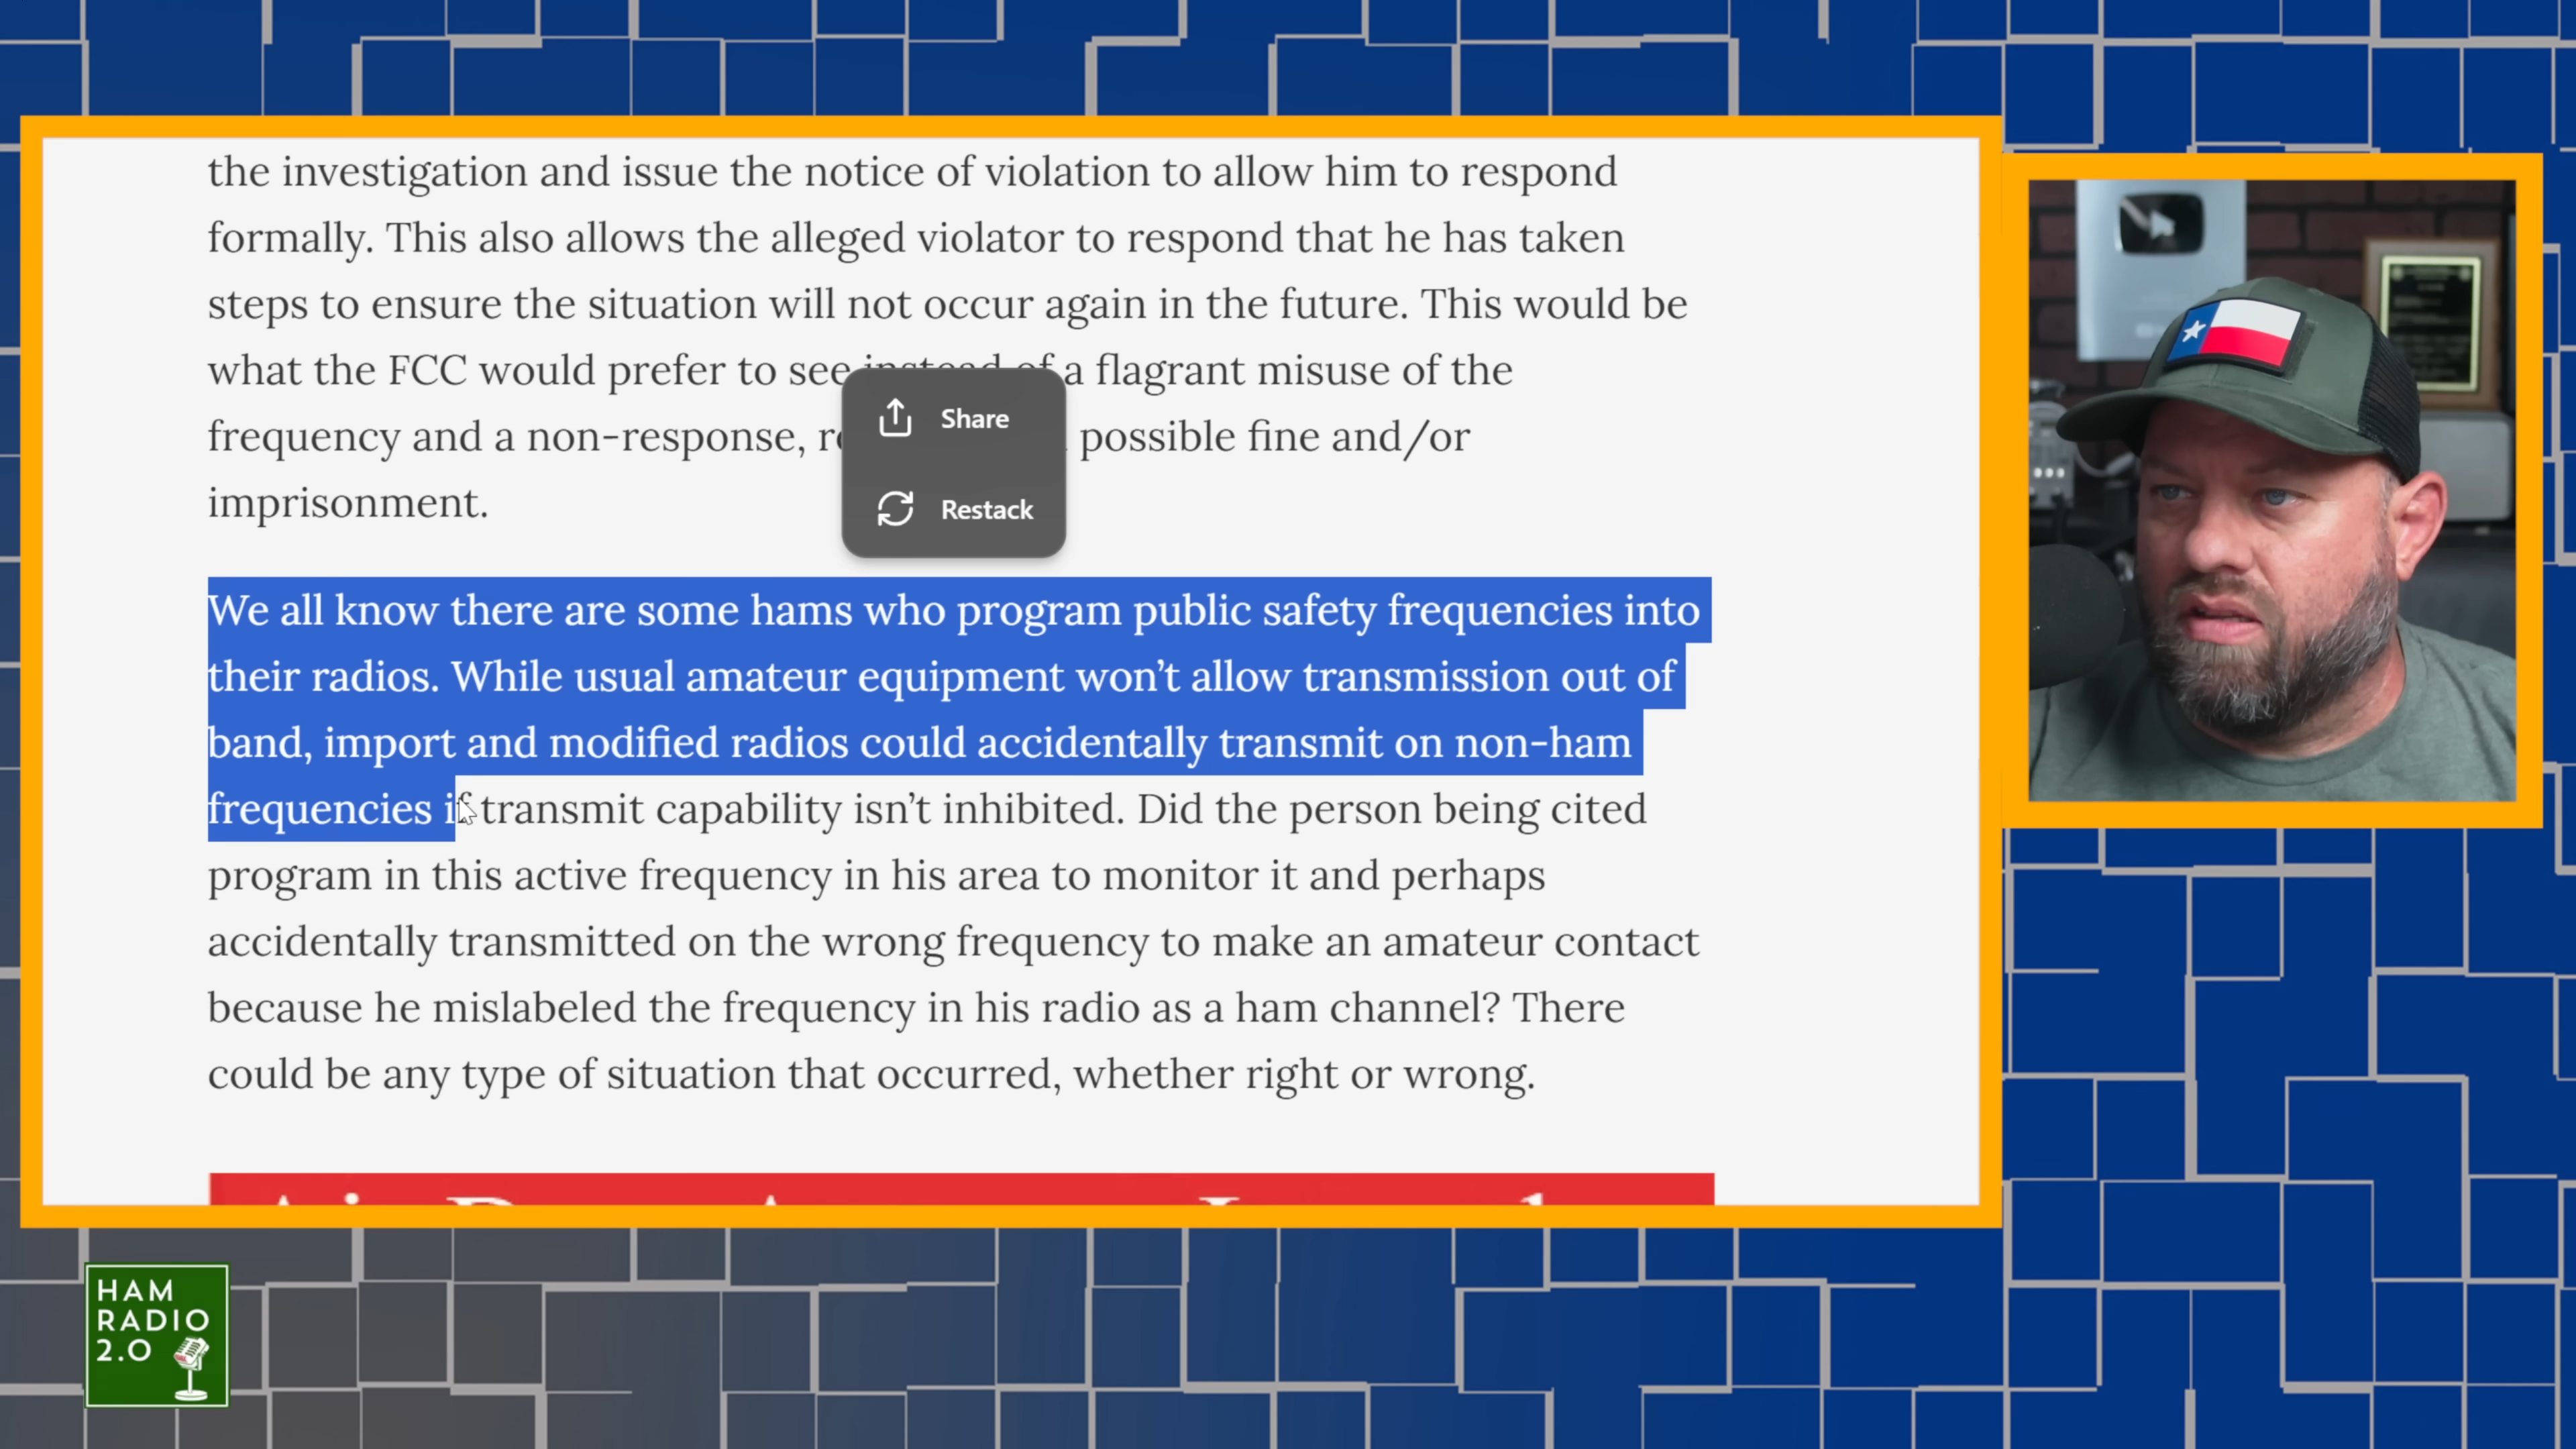 the investigation and issue the notice of violation to allow him to respond
formally. This also allows the alleged violator to respond that he has taken
steps to ensure the situation will not occur again in the future. This would be
what the FCC would prefer to see instead of a flagrant misuse of the
frequency and a non-response, possible fine and/or
imprisonment.
Share
Restack
We all know there are some hams who program public safety frequencies into
their radios. While usual amateur equipment won’t allow transmission out of
band, import and modified radios could accidentally transmit on non-ham
frequencies if transmit capability isn’t inhibited. Did the person being cited
program in this active frequency in his area to monitor it and perhaps
accidentally transmitted on the wrong frequency to make an amateur contact
because he mislabeled the frequency in his radio as a ham channel? There
could be any type of situation that occurred, whether right or wrong.
HAM
RADIO
2.0